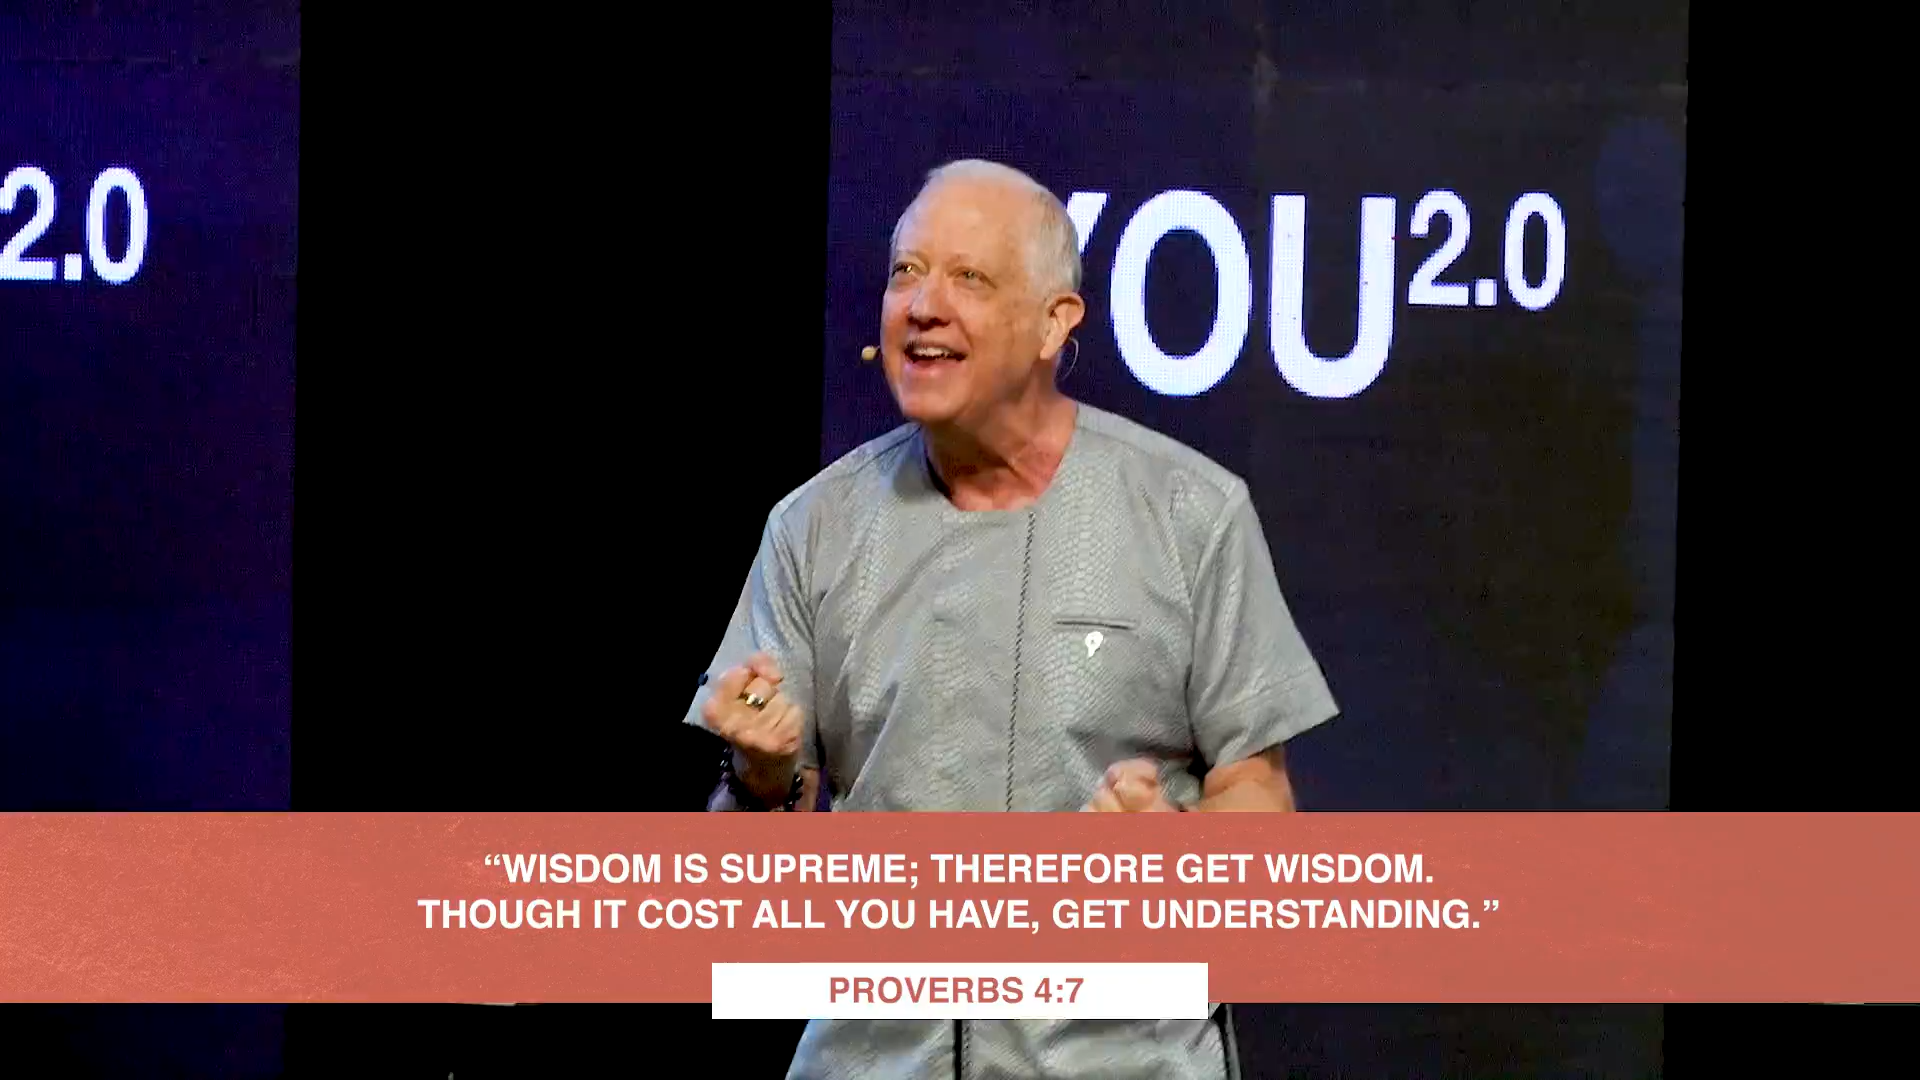 2.0
YOU2.0
“WISDOM IS SUPREME; THEREFORE GET WISDOM.
THOUGH IT COST ALL YOU HAVE, GET UNDERSTANDING.”
PROVERBS 4:7